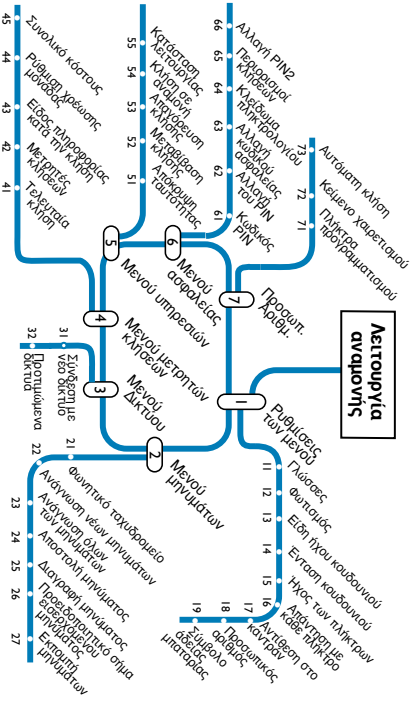 Λειτουργία
αναμονής
1
Ρυθμίσεις
των μενού
11 Γλώσσες
12 Φωτισμός
13 Είδη ήχου κουδουνιού
14 Ενταση κουδουνιού
15 Ήχος των πλήκτρων
16 Απάντηση με
κάθε πλήκτρο
17 Αντίθεση στο
καντράν
18 Προσωπικός
αριθμός
19 Σύμβολο
άδειας
μπαταρίας
2
Μενού
μηνυμάτων
21 Φωνητικό ταχυδρομείο
22 Ανάγνωση νέων μηνυμάτων
23 Ανάγνωση όλων
των μηνυμάτων
24 Αποστολή μηνύματος
25 Διαγραφή μηνύματος
26 Προειδοποιητικό σήμα
εισερχομένου
μηνύματος
27 Εκπομπή
μηνυμάτων
3
Μενού
Δικτύου
31 Σύνδεση με
νέο δίκτυο
32 Προτιμώμενα
δίκτυα
4
Μενού μετρητών
κλήσεων
41 Τελευταία
κλήση
42 Μετρητές
κλήσεων
43 Είδος πληροφορίας
κατά την κλήση
44 Ρύθμιση χρέωσης
μονάδας
45 Συνολικό κόστους
5
Μενού υπηρεσιών
51 Απόκρυψη
ταυτότητας
52 Μεταβίβαση
κλήσης
53 Απαγόρευση
κλήσης
54 Κλήση σε
αναμονή
55 Κατάσταση
λειτουργίας
6
Μενού
ασφαλείας
61 Κωδικός
PIN
62 Αλλαγή
του PIN
63 Αλλαγή
κωδικού
ασφαλείας
64 Κλείδωμα
πληκτρολογίου
65 Περιορισμοί
κλήσεων
66 Αλλαγή PIN2
7
Προσωπ.
Αριθμ.
71 Πλήκτρα
προγραμματισμού
72 Κείμενο χαιρετισμού
73 Αυτόματη κλήση